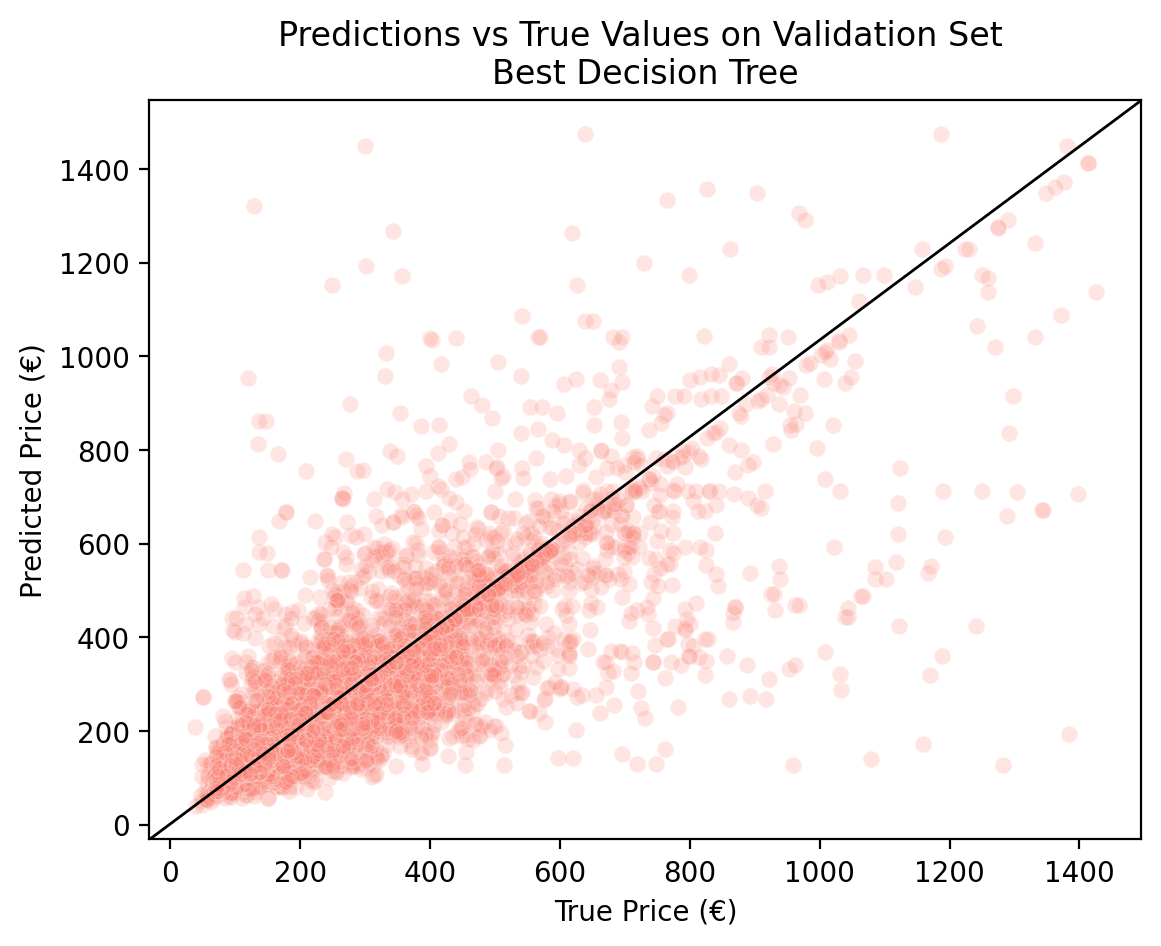 Predictions vs True Values on Validation Set
Best Decision Tree
1400
1200
1000
800
600
400
200
0
Predicted Price (€)
0 200 400 600 800 1000 1200 1400
True Price (€)